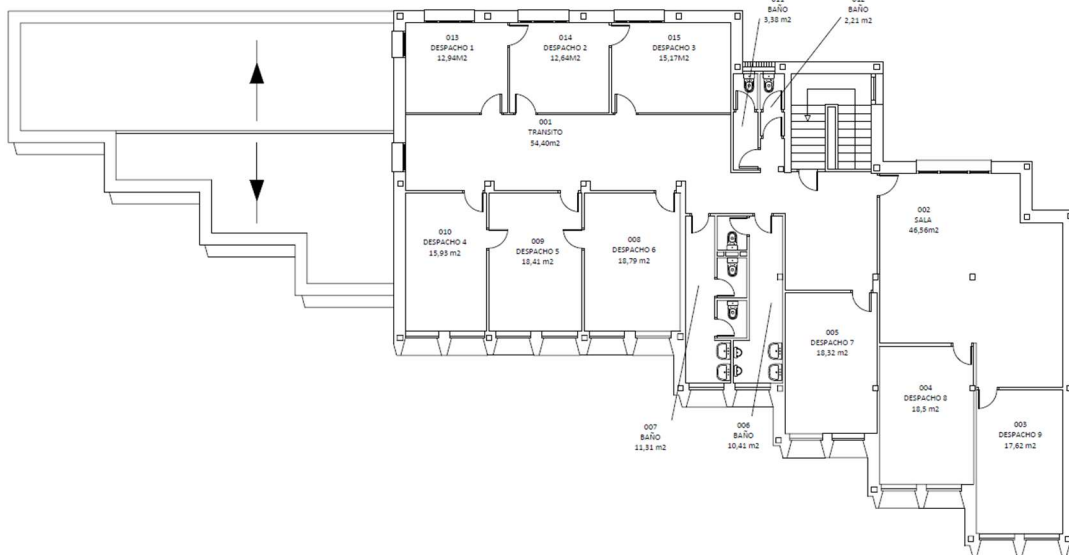 BAÑO
3,38 m2
012
BAÑO
2,21 m2
013
DESPACHO 1
12,94M2
014
DESPACHO 2
12,64M2
015
DESPACHO 3
15,17M2
001
TRANSITO
54,40m2
002
SALA
46,56m2
010
DESPACHO 4
15,93 m2
009
DESPACHO 5
18,41 m2
008
DESPACHO 6
18,79 m2
005
DESPACHO 7
18,32 m2
004
DESPACHO 8
18,5 m2
003
DESPACHO 9
17,62 m2
007
BAÑO
11,31 m2
006
BAÑO
10,41 m2